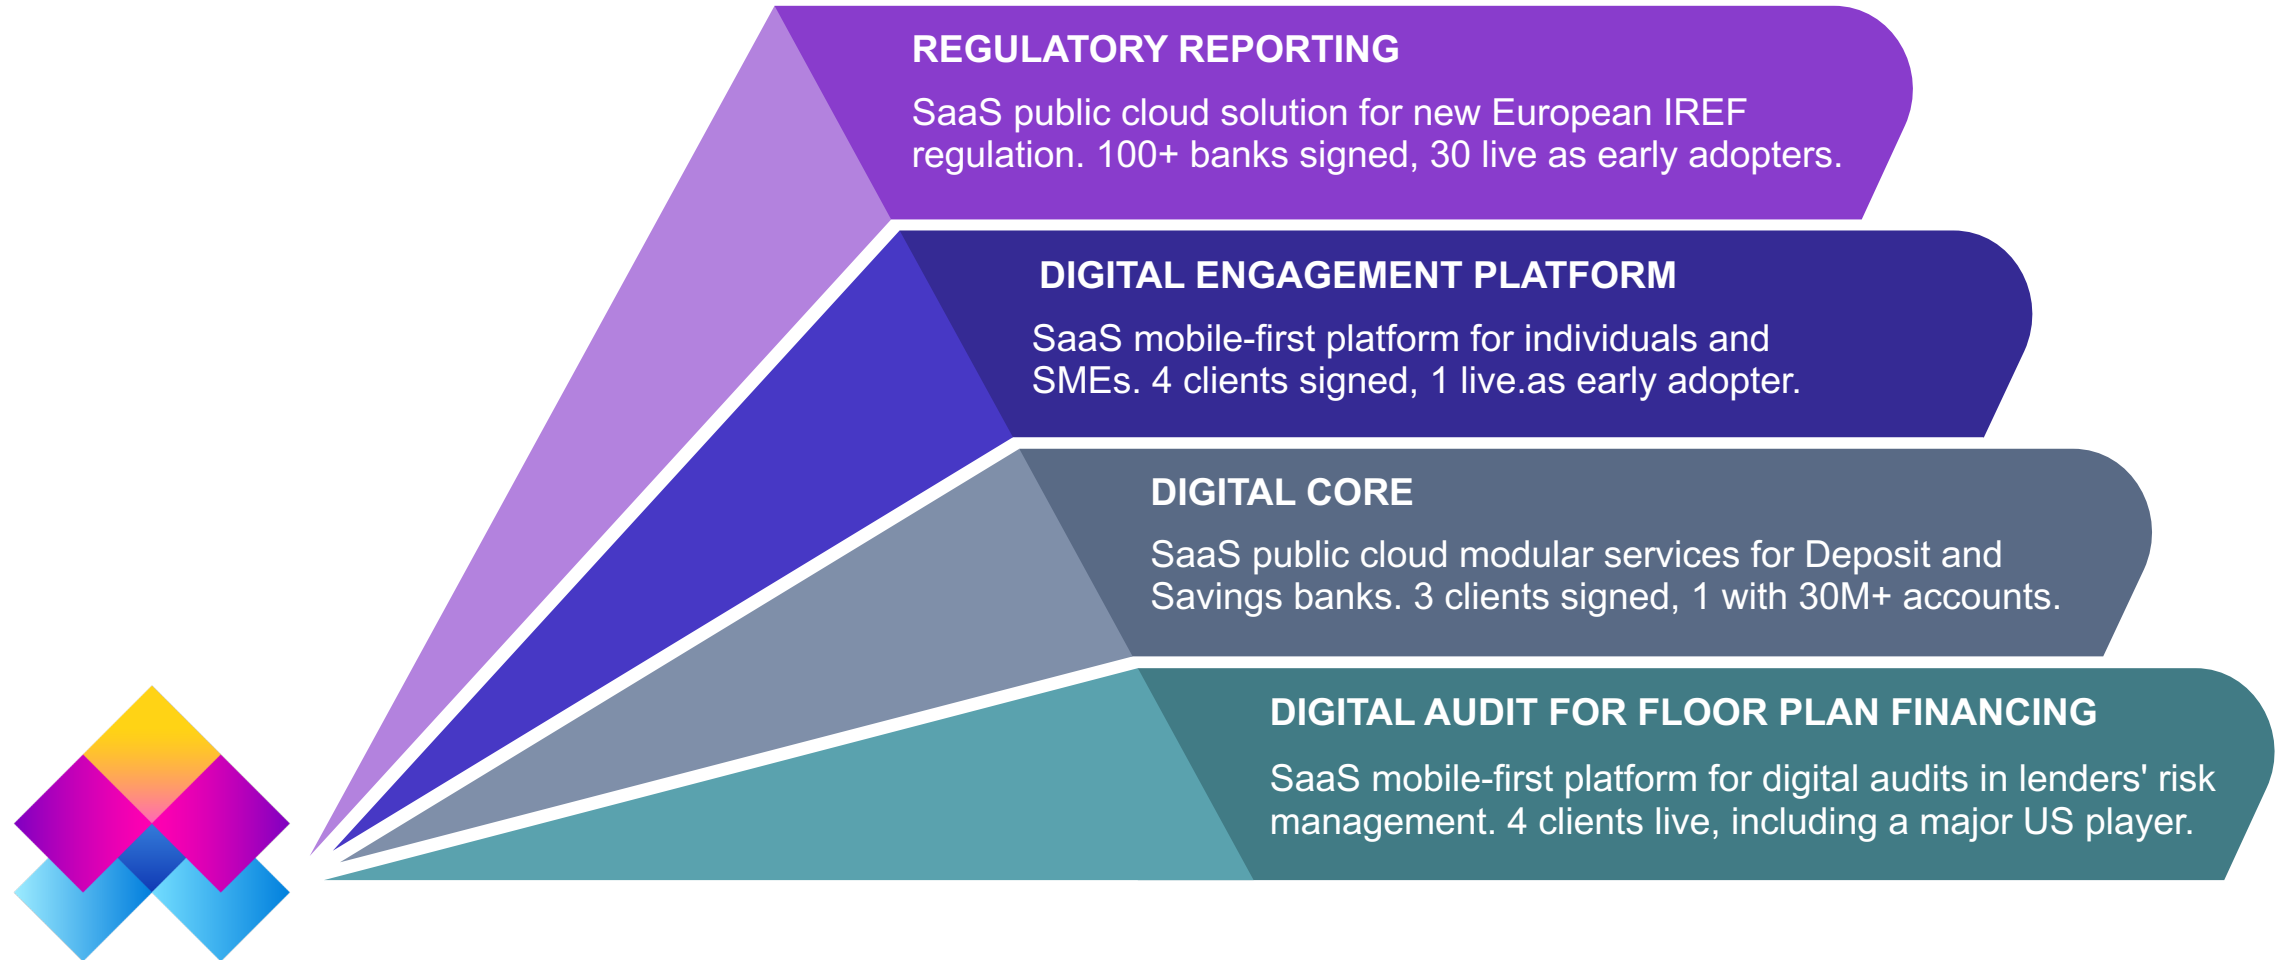 REGULATORY REPORTING
SaaS public cloud solution for new European IREF
regulation. 100+ banks signed, 30 live as early adopters.
DIGITAL ENGAGEMENT PLATFORM
SaaS mobile-first platform for individuals and
SMEs. 4 clients signed, 1 live.as early adopter.
DIGITAL CORE
SaaS public cloud modular services for Deposit and
Savings banks. 3 clients signed, 1 with 30M+ accounts.
DIGITAL AUDIT FOR FLOOR PLAN FINANCING
SaaS mobile-first platform for digital audits in lenders' risk
management. 4 clients live, including a major US player.